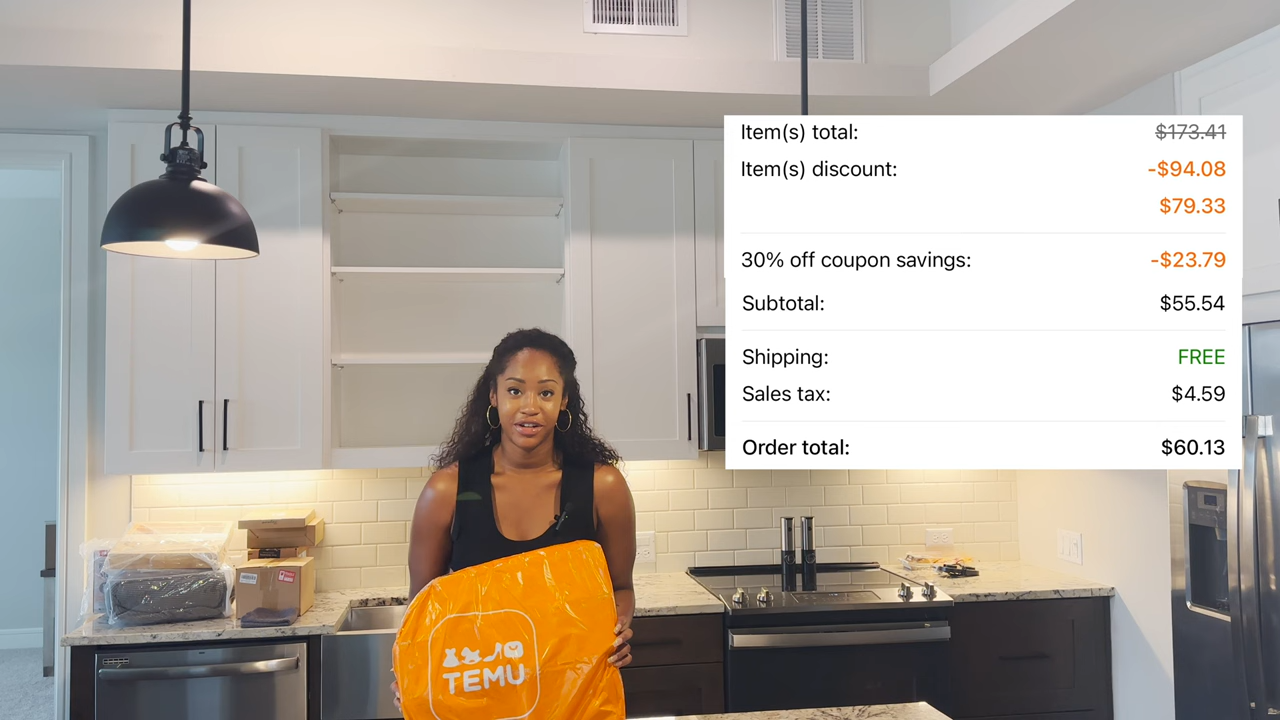 Item(s) total: $173.41
Item(s) discount: -$94.08
$79.33
30% off coupon savings: -$23.79
Subtotal: $55.54
Shipping: FREE
Sales tax: $4.59
Order total: $60.13
TEMU